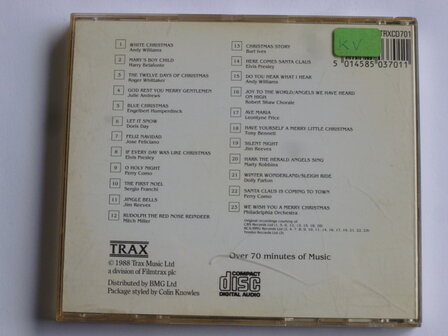 TRXCD701
KV
5 014585 037011
1 WHITE CHRISTMAS
Andy Williams
2 MARY'S BOY CHILD
Harry Belafonte
3 THE TWELVE DAYS OF CHRISTMAS
Roger Whittaker
4 GOD REST YOU MERRY GENTLEMEN
Julie Andrews
5 BLUE CHRISTMAS
Engelbert Humperdinck
6 LET IT SNOW
Doris Day
7 FELIZ NAVIDAD
José Feliciano
8 IF EVERY DAY WAS LIKE CHRISTMAS
Elvis Presley
9 O HOLY NIGHT
Perry Como
10 THE FIRST NOEL
Sergio Franchi
11 JINGLE BELLS
Jim Reeves
12 RUDOLPH THE RED NOSE REINDEER
Mitch Miller
13 CHRISTMAS STORY
Burl Ives
14 HERE COMES SANTA CLAUS
Elvis Presley
15 DO YOU HEAR WHAT I HEAR
Andy Williams
16 JOY TO THE WORLD/ANGELS WE HAVE HEARD
ON HIGH
Robert Shaw Chorale
17 AVE MARIA
Leontyne Price
18 HAVE YOURSELF A MERRY LITTLE CHRISTMAS
Tony Bennett
19 SILENT NIGHT
Jim Reeves
20 HARK THE HERALD ANGELS SING
Marty Robbins
21 WINTER WONDERLAND/SLEIGH RIDE
Dolly Parton
22 SANTA CLAUS IS COMING TO TOWN
Perry Como
23 WE WISH YOU A MERRY CHRISTMAS
Philadelphia Orchestra
Original recordings courtesy of
TRAX
© 1988 Trax Music Ltd
a division of Filmtrax plc
Distributed by BMG Ltd
Package styled by Colin Knowles
Over 70 minutes of Music
COMPACT
disc
DIGITAL AUDIO